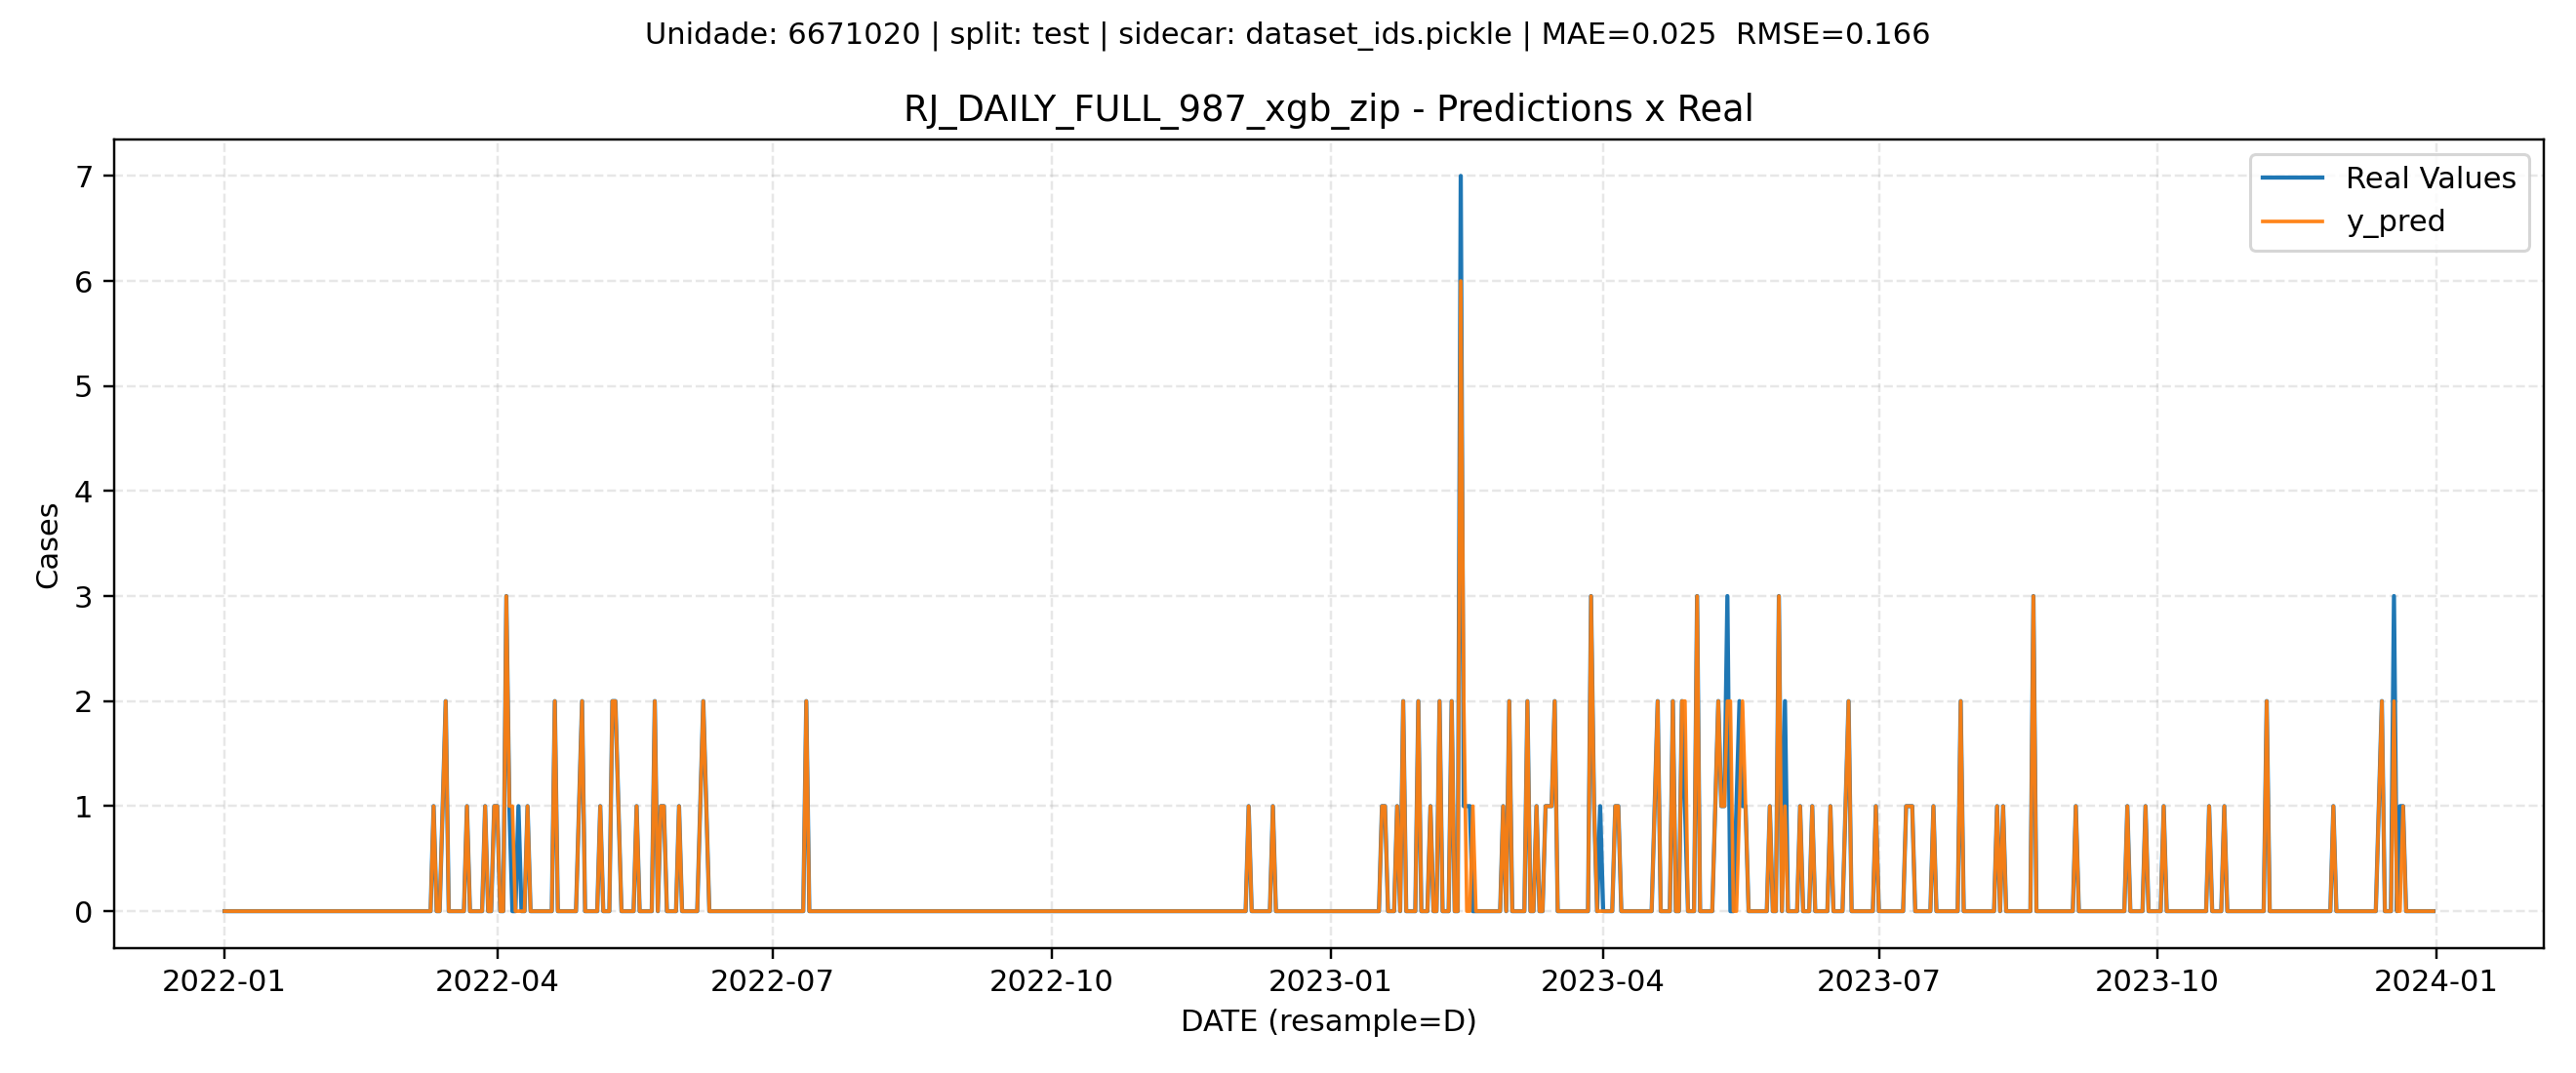 Unidade: 6671020 | split: test | sidecar: dataset_ids.pickle | MAE=0.025  RMSE=0.166
RJ_DAILY_FULL_987_xgb_zip - Predictions x Real
Real Values
y_pred
7
6
5
4
3
2
1
0
Cases
2022-01 2022-04 2022-07 2022-10 2023-01 2023-04 2023-07 2023-10 2024-01
DATE (resample=D)